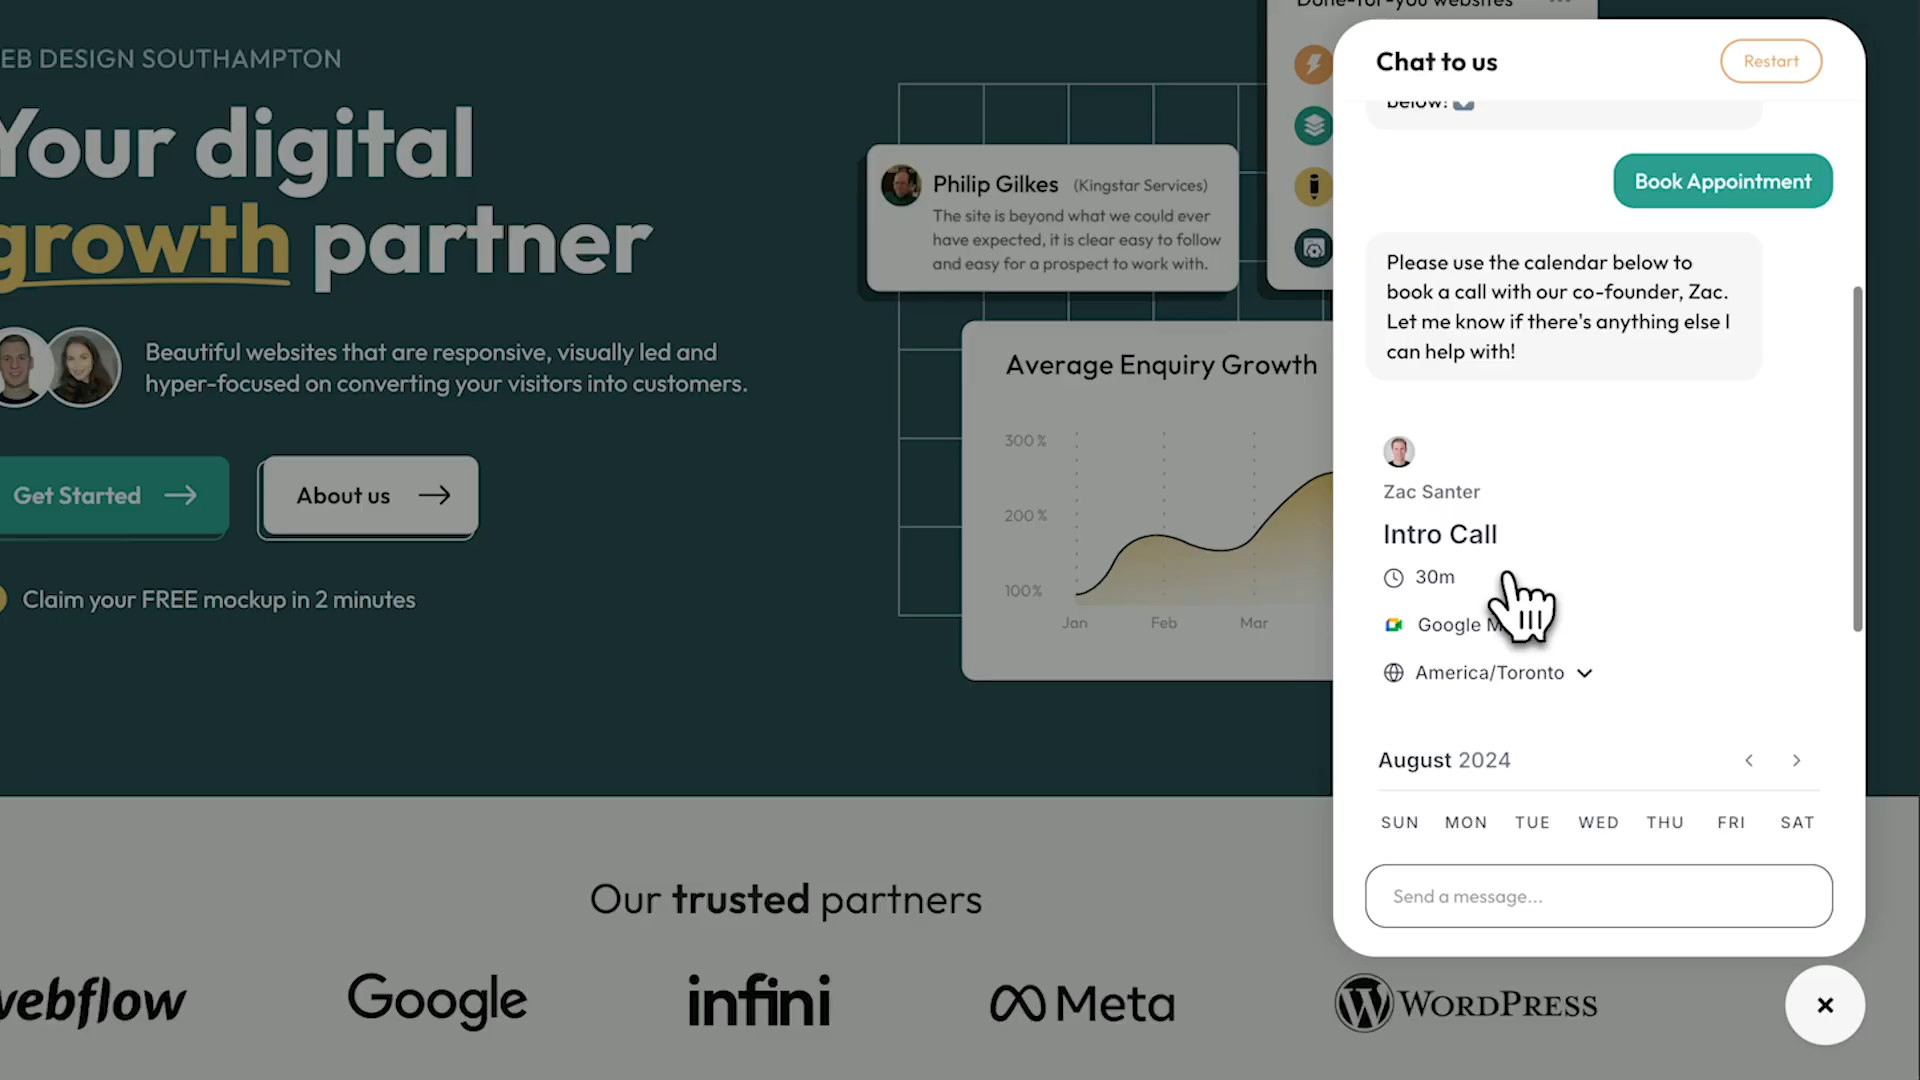 EB DESIGN SOUTHAMPTON
Your digital
growth partner
Beautiful websites that are responsive, visually led and
hyper-focused on converting your visitors into customers.
Get Started
About us
Claim your FREE mockup in 2 minutes
Done-for-you websites
Philip Gilkes (Kingstar Services)
The site is beyond what we could ever
have expected, it is clear easy to follow
and easy for a prospect to work with.
Average Enquiry Growth
300%
200%
100%
Jan Feb Mar
Our trusted partners
webflow
Google
infini
Meta
WORDPRESS
Chat to us
Restart
below!
Book Appointment
Please use the calendar below to
book a call with our co-founder, Zac.
Let me know if there's anything else I
can help with!
Zac Santer
Intro Call
30m
Google M
America/Toronto
August 2024
SUN MON TUE WED THU FRI SAT
Send a message...